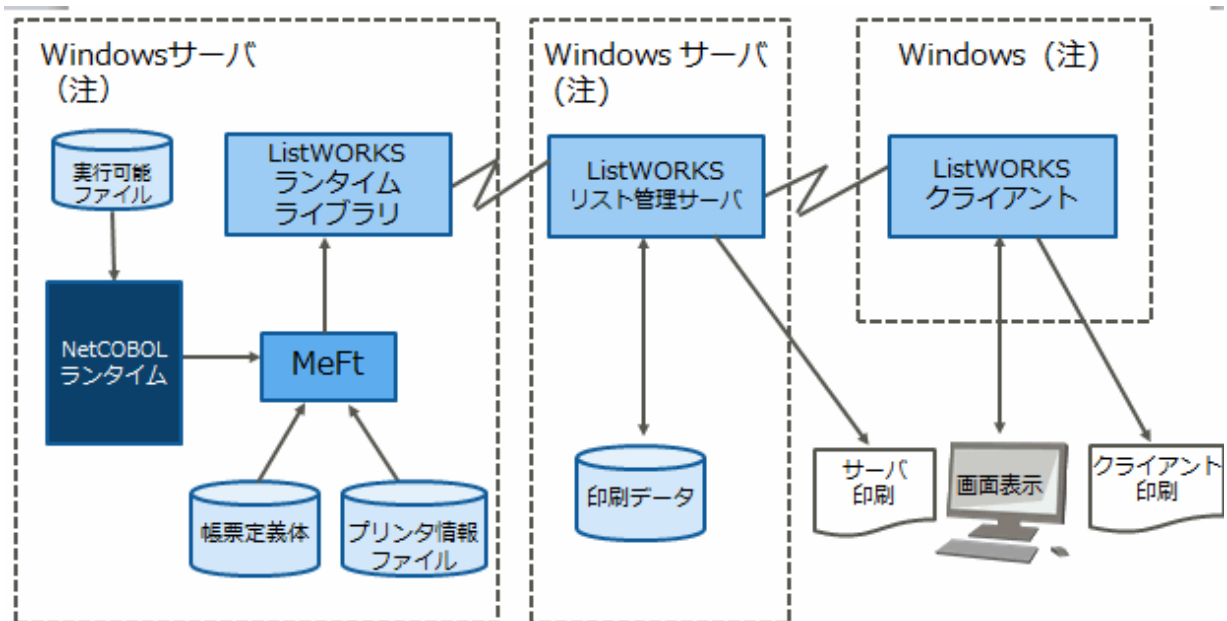 Windowsサーバ
（注）
実行可能
ファイル
ListWORKS
ランタイム
ライブラリ
NetCOBOL
ランタイム
MeFt
帳票定義体
プリンタ情報
ファイル
Windows サーバ
(注)
ListWORKS
リスト管理サーバ
印刷データ
Windows (注)
ListWORKS
クライアント
サーバ
印刷
画面表示
クライアント
印刷